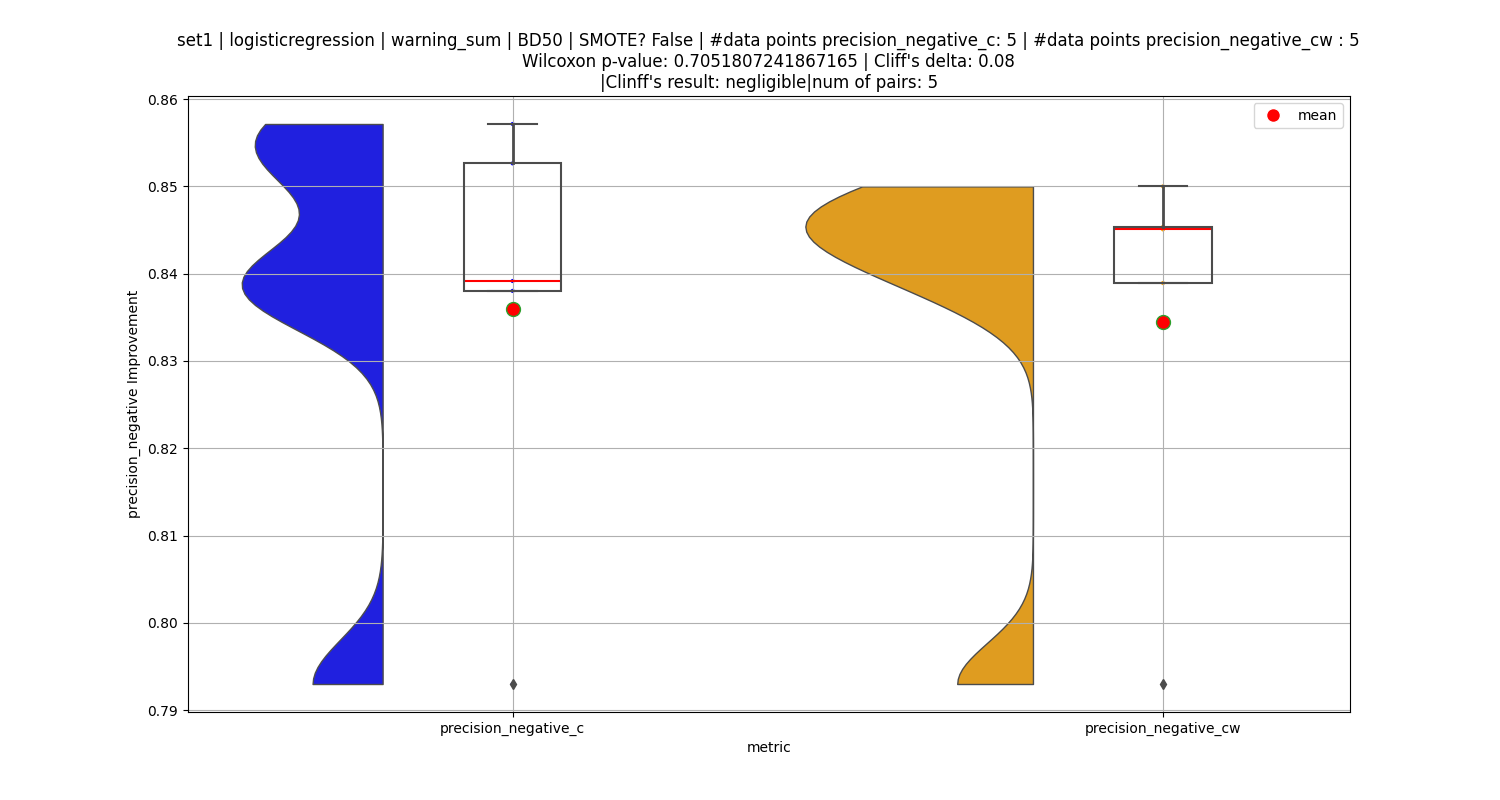 set1 | logisticregression | warning_sum | BD50 | SMOTE? False | #data points precision_negative_c: 5 | #data points precision_negative_cw : 5
Wilcoxon p-value: 0.7051807241867165 | Cliff's delta: 0.08
|Clinff's result: negligible|num of pairs: 5
mean
precision_negative Improvement
0.86
0.85
0.84
0.83
0.82
0.81
0.80
0.79
precision_negative_c
precision_negative_cw
metric